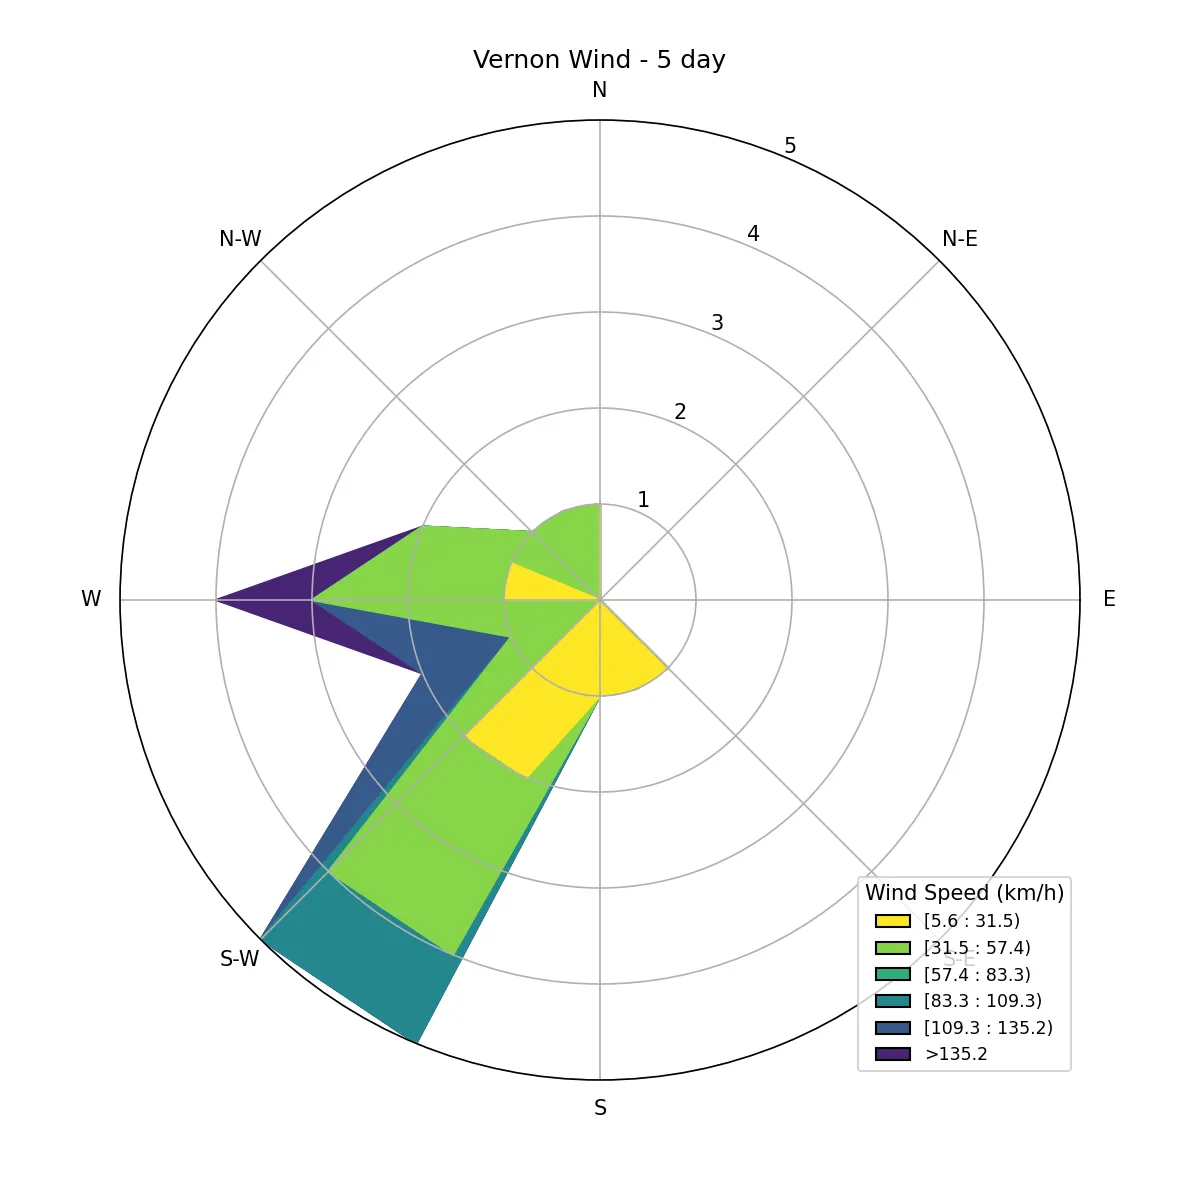 Vernon Wind - 5 day
N
5
N-W
N-E
4
3
2
1
W
E
S-W
S-E
S
Wind Speed (km/h)
[5.6 : 31.5)
[31.5 : 57.4)
[57.4 : 83.3)
[83.3 : 109.3)
[109.3 : 135.2)
>135.2